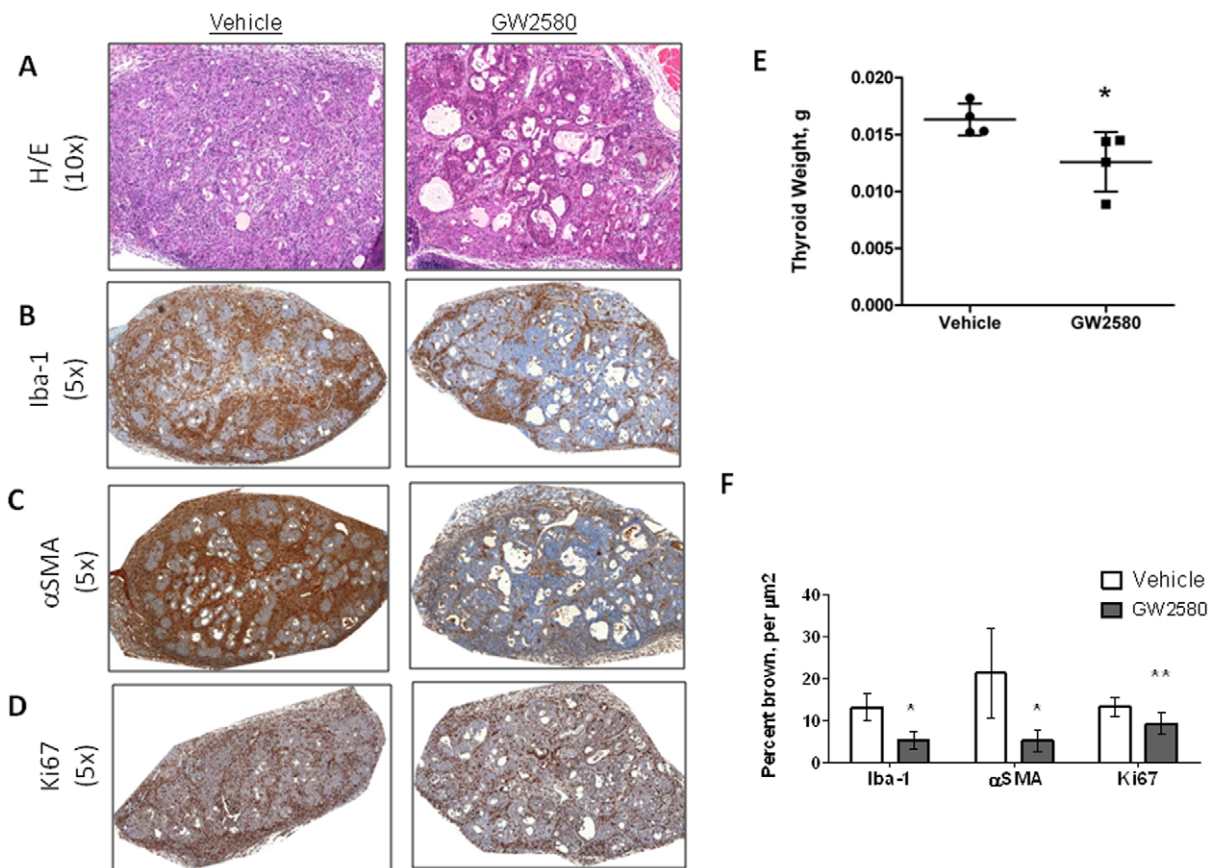 Vehicle
GW2580
A
H/E
(10x)
B
Iba-1
(5x)
C
αSMA
(5x)
D
Ki67
(5x)
E
Thyroid Weight, g
0.020
0.015
0.010
0.005
0.000
*
Vehicle
GW2580
F
Vehicle
GW2580
Percent brown, per µm2
40
30
20
10
0
*
*
**
Iba-1
αSMA
Ki67